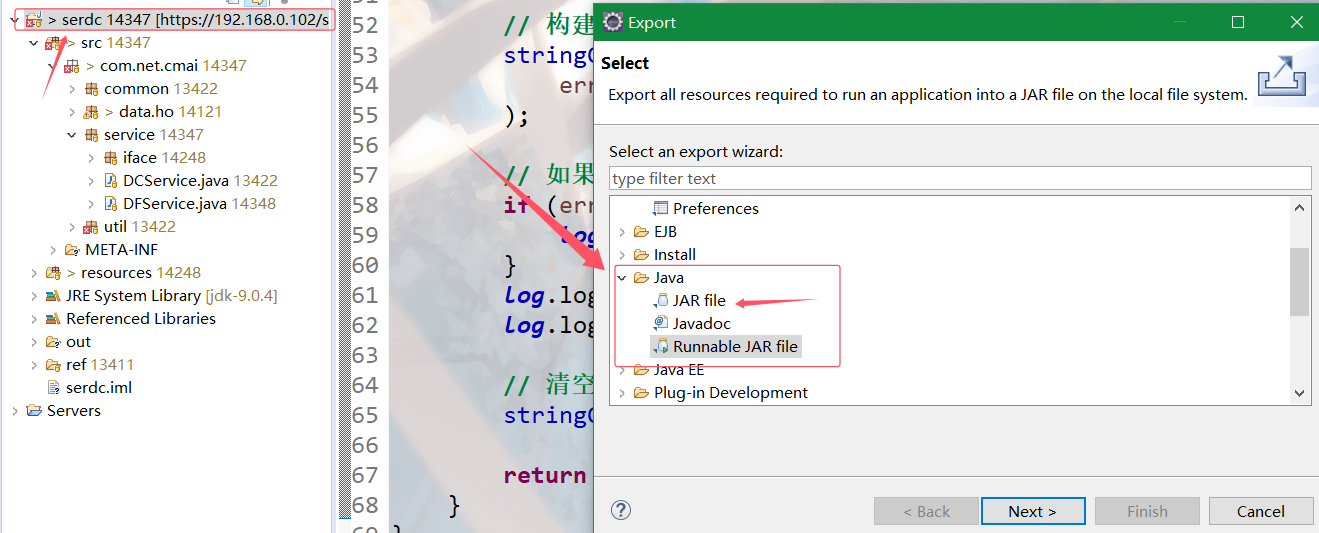 > serdc 14347 [https://192.168.0.102/s
> src 14347
> com.net.cmai 14347
common 13422
> data.ho 14121
service 14347
iface 14248
DCService.java 13422
DFService.java 14348
util 13422
META-INF
> resources 14248
JRE System Library [jdk-9.0.4]
Referenced Libraries
out
ref 13411
serdc.iml
Servers
52 // 构建
53 string
54 err
55 );
56
57 // 如果
58 if (err
59 log
60 }
61 log.log
62 log.log
63
64 // 清空
65 string
66
67 return
68 }
Export
Select
Export all resources required to run an application into a JAR file on the local file system.
Select an export wizard:
type filter text
Preferences
EJB
Install
Java
JAR file
Javadoc
Runnable JAR file
Java EE
Plug-in Development
?
< Back
Next >
Finish
Cancel